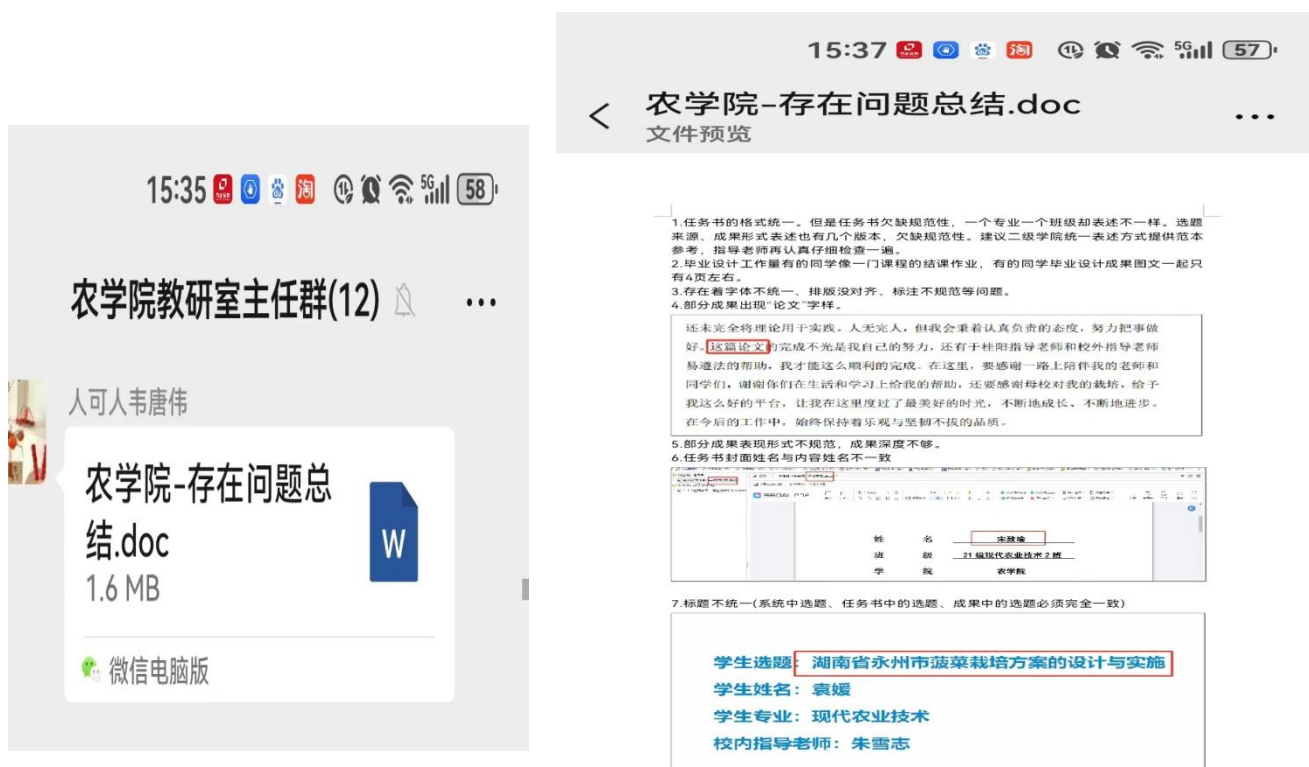 15:35 淘 5G 58
农学院教研室主任群(12) ...
人可人韦唐伟
农学院-存在问题总
结.doc
1.6 MB
W
微信电脑版
15:37 淘 5G 57
农学院-存在问题总结.doc ...
文件预览
1.任务书的格式统一。但是任务书欠缺规范性，一个专业一个班级却表述不一样。选题
来源、成果形式表述也有几个版本，欠缺规范性。建议二级学院统一表述方式提供范本
参考，指导老师再认真仔细检查一遍。
2.毕业设计工作量有的同学像一门课程的结课作业，有的同学毕业设计成果图文一起只
有4页左右。
3.存在着字体不统一、排版没对齐、标注不规范等问题。
4.部分成果出现“论文”字样。
还未完全将理论用于实践。人无完人，但我会秉着认真负责的态度，努力把事做
好。这篇论文的完成不光是我自己的努力，还有于桂阳指导老师和校外指导老师
易遵法的帮助，我才能这么顺利的完成。在这里，要感谢一路上陪伴我的老师和
同学们，谢谢你们在生活和学习上给我的帮助，还要感谢母校对我的栽培，给予
我这么好的平台，让我在这里度过了最美好的时光，不断地成长、不断地进步。
在今后的工作中，始终保持着乐观与坚韧不拔的品质。
5.部分成果表现形式不规范，成果深度不够。
6.任务书封面姓名与内容姓名不一致
姓 名 宋致瑜
班 级 21级现代农业技术2班
学 院 农学院
7.标题不统一(系统中选题、任务书中的选题、成果中的选题必须完全一致)
学生选题：湖南省永州市菠菜栽培方案的设计与实施
学生姓名：袁媛
学生专业：现代农业技术
校内指导老师：朱雪志